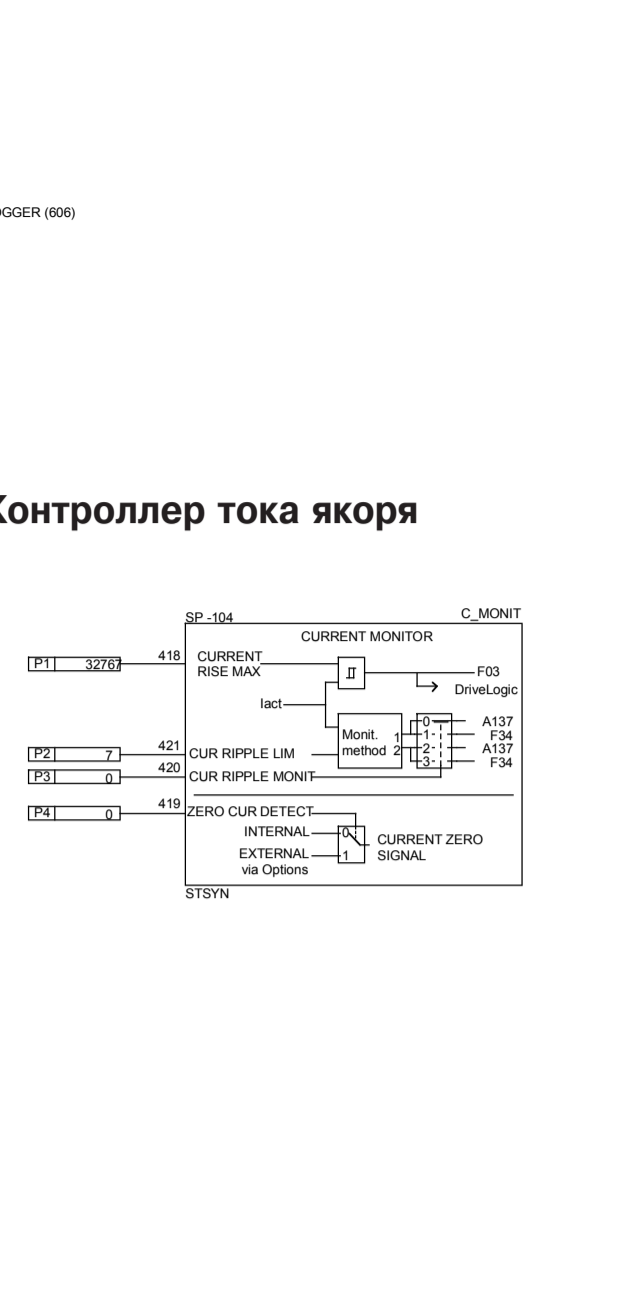 OGGER (606)
Контроллер тока якоря
SP -104 C_MONIT
CURRENT MONITOR
P1 32767 418 CURRENT
RISE MAX
F03
DriveLogic
Iact
A137
F34
A137
F34
0
1
2
3
Monit. 1
method 2
P2 7 421 CUR RIPPLE LIM
P3 0 420 CUR RIPPLE MONIT
P4 0 419 ZERO CUR DETECT
INTERNAL 0
EXTERNAL 1
via Options
CURRENT ZERO
SIGNAL
STSYN